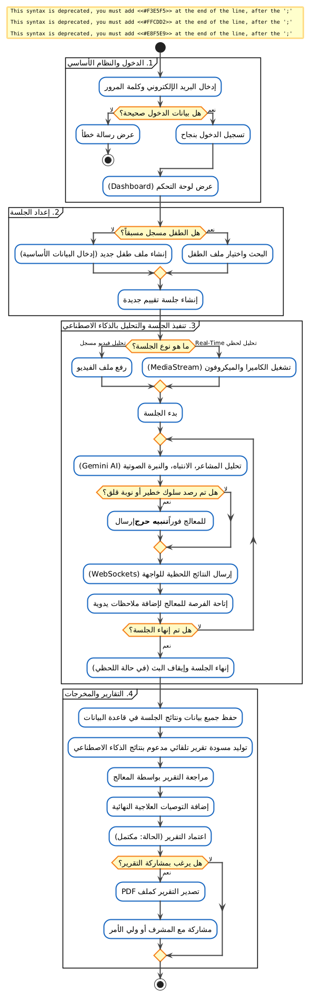 This syntax is deprecated, you must add <<#F3E5F5>> at the end of the line, after the ';'
This syntax is deprecated, you must add <<#FFCDD2>> at the end of the line, after the ';'
This syntax is deprecated, you must add <<#E8F5E9>> at the end of the line, after the ';'
1. الدخول والنظام الأساسي
إدخال البريد الإلكتروني وكلمة المرور
هل بيانات الدخول صحيحة؟
لا
نعم
عرض رسالة خطأ
تسجيل الدخول بنجاح
عرض لوحة التحكم (Dashboard)
2. إعداد الجلسة
هل الطفل مسجل مسبقاً؟
لا
نعم
إنشاء ملف طفل جديد (إدخال البيانات الأساسية)
البحث واختيار ملف الطفل
إنشاء جلسة تقييم جديدة
3. تنفيذ الجلسة والتحليل بالذكاء الاصطناعي
ما هو نوع الجلسة؟
تحليل فيديو مسجل
تحليل لحظي Real-Time
رفع ملف الفيديو
تشغيل الكاميرا والميكروفون (MediaStream)
بدء الجلسة
تحليل المشاعر، الانتباه، والنبرة الصوتية (Gemini AI)
هل تم رصد سلوك خطير أو نوبة قلق؟
لا
نعم
إرسال تنبيه حرج للمعالج فوراً
إرسال النتائج اللحظية للواجهة (WebSockets)
إتاحة الفرصة للمعالج لإضافة ملاحظات يدوية
هل تم إنهاء الجلسة؟
لا
نعم
إنهاء الجلسة وإيقاف البث (في حالة اللحظي)
4. التقارير والمخرجات
حفظ جميع بيانات ونتائج الجلسة في قاعدة البيانات
توليد مسودة تقرير تلقائي مدعوم بنتائج الذكاء الاصطناعي
مراجعة التقرير بواسطة المعالج
إضافة التوصيات العلاجية النهائية
اعتماد التقرير (الحالة: مكتمل)
هل يرغب بمشاركة التقرير؟
لا
نعم
تصدير التقرير كملف PDF
مشاركة مع المشرف أو ولي الأمر